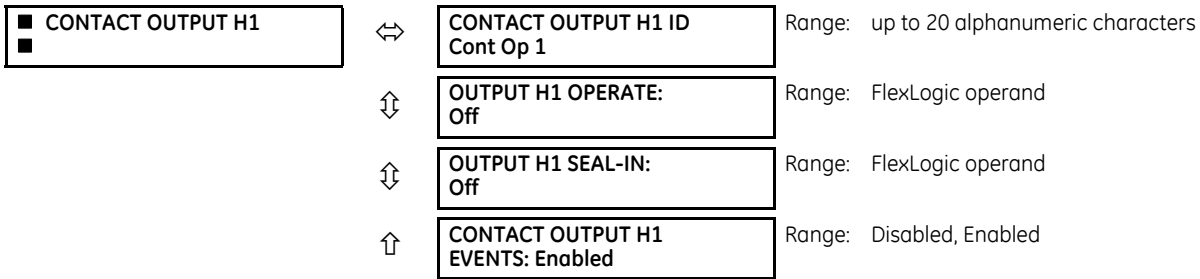 ■ CONTACT OUTPUT H1
■
CONTACT OUTPUT H1 ID
Cont Op 1
Range: up to 20 alphanumeric characters
OUTPUT H1 OPERATE:
Off
Range: FlexLogic operand
OUTPUT H1 SEAL-IN:
Off
Range: FlexLogic operand
CONTACT OUTPUT H1
EVENTS: Enabled
Range: Disabled, Enabled